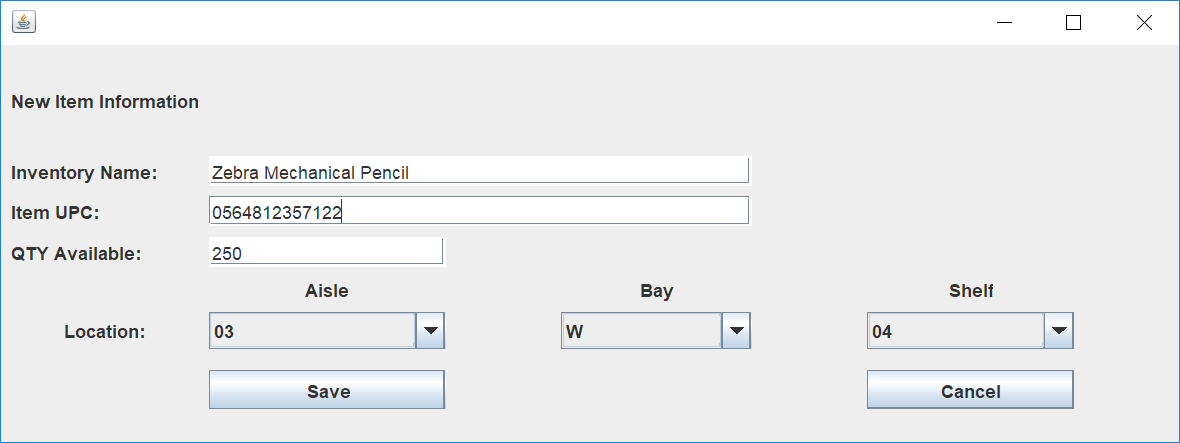 New Item Information
Inventory Name: Zebra Mechanical Pencil
Item UPC: 0564812357122
QTY Available: 250
Aisle Bay Shelf
Location: 03 W 04
Save Cancel